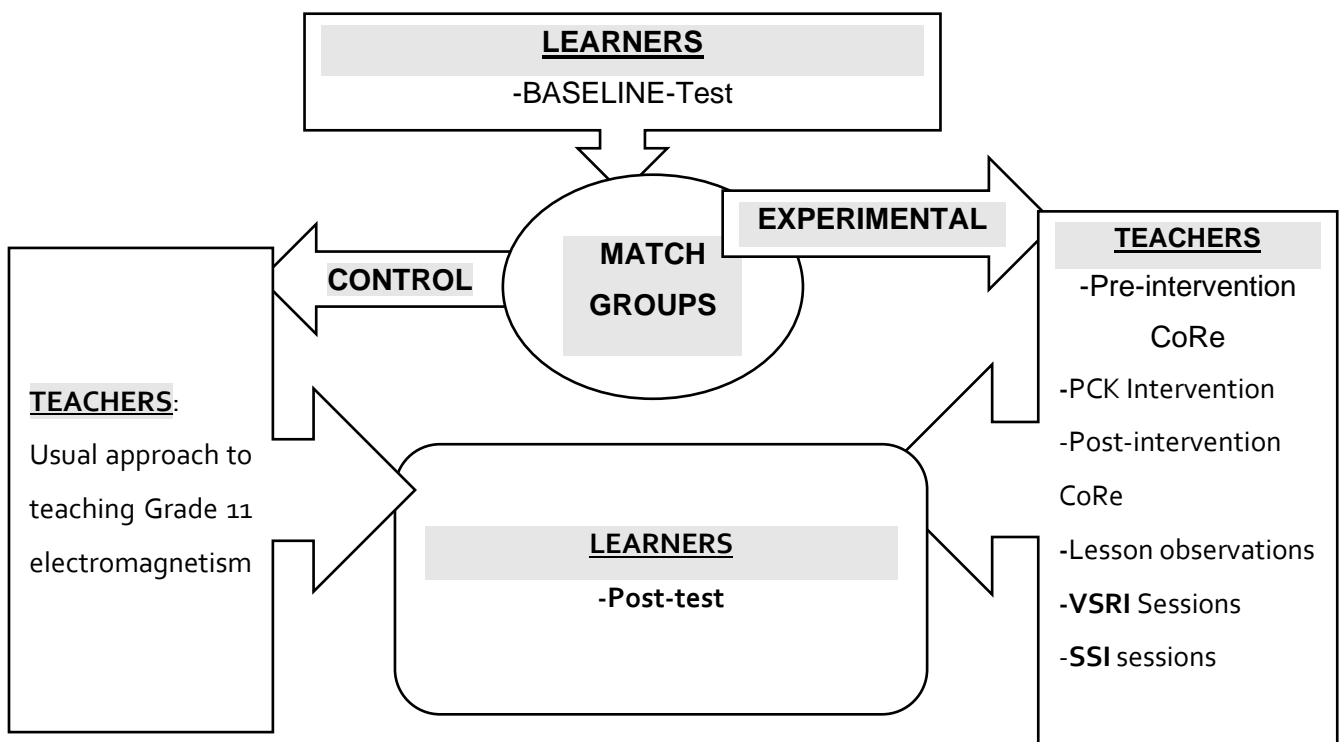 LEARNERS
-BASELINE-Test
MATCH
GROUPS
CONTROL
EXPERIMENTAL
TEACHERS:
Usual approach to
teaching Grade 11
electromagnetism
TEACHERS
-Pre-intervention
CoRe
-PCK Intervention
-Post-intervention
CoRe
-Lesson observations
-VSRI Sessions
-SSI sessions
LEARNERS
-Post-test